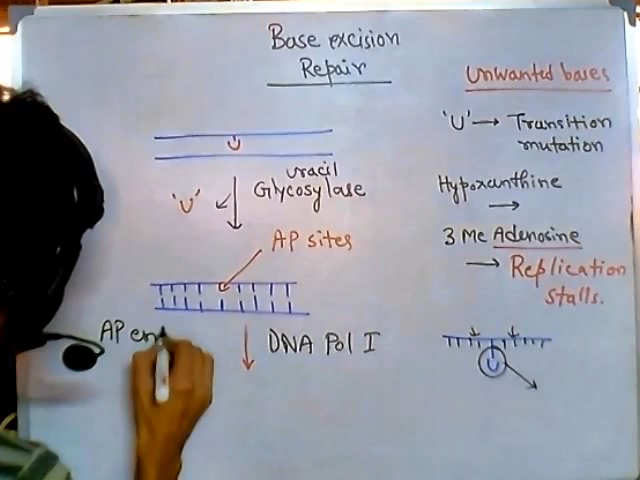 Base excision
Repair
U
Uracil
Glycosylase
'U'
AP sites
AP en
DNA Pol I
Unwanted bases
'U' → Transition
mutation
Hypoxanthine
→
3 Me Adenosine
→ Replication
stalls.
U